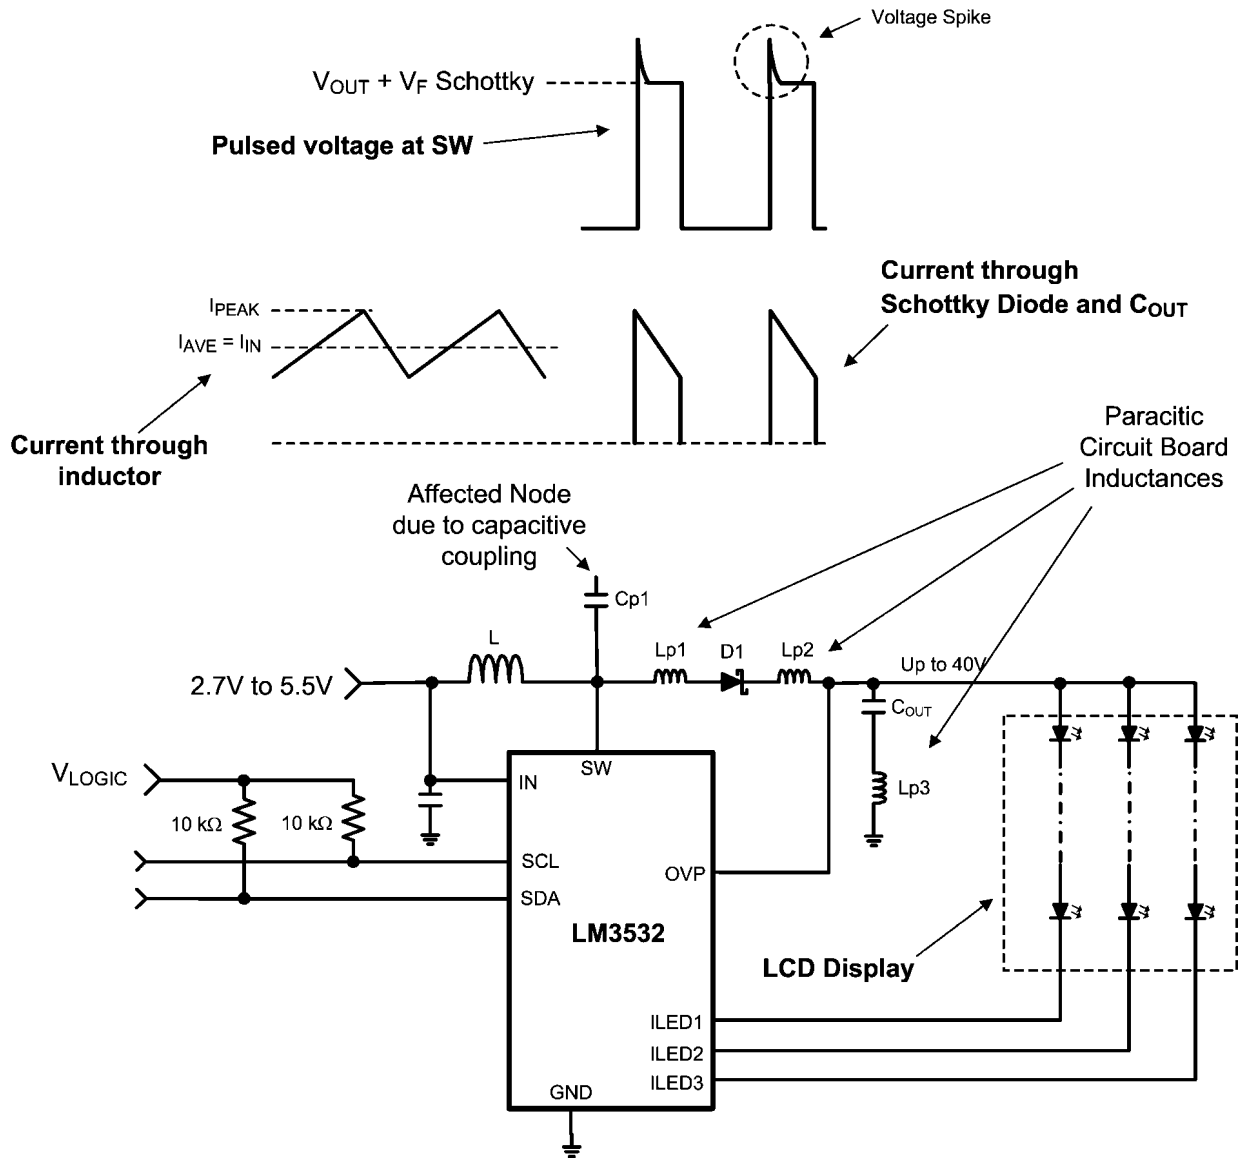 Voltage Spike
VOUT + VF Schottky
Pulsed voltage at SW
Current through
Schottky Diode and COUT
IPEAK
IAVE = IIN
Current through
inductor
Paracitic
Circuit Board
Inductances
Affected Node
due to capacitive
coupling
Cp1
L
Lp1
D1
Lp2
Up to 40V
2.7V to 5.5V
COUT
SW
VLOGIC
IN
Lp3
10 kΩ
10 kΩ
SCL
OVP
SDA
LM3532
LCD Display
ILED1
ILED2
ILED3
GND